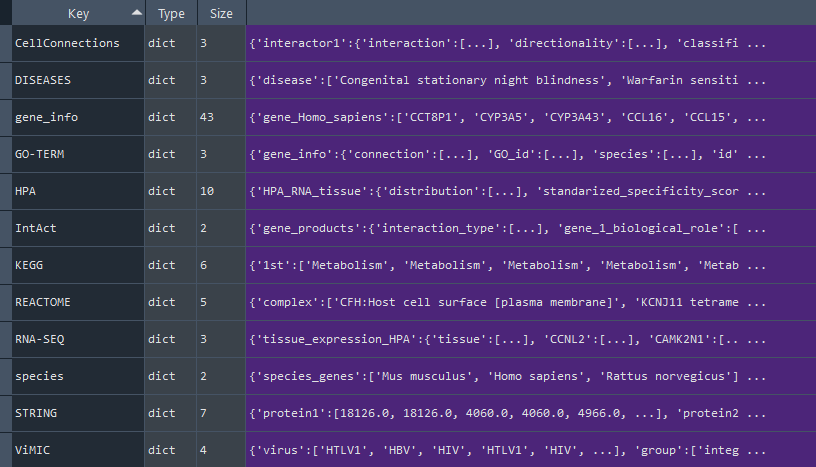 Key Type Size
CellConnections dict 3 {'interactor1':{'interaction':[...], 'directionality':[...], 'classifi ...
DISEASES dict 3 {'disease':['Congenital stationary night blindness', 'Warfarin sensiti ...
gene_info dict 43 {'gene_Homo_sapiens':['CCT8P1', 'CYP3A5', 'CYP3A43', 'CCL16', 'CCL15', ...
GO-TERM dict 3 {'gene_info':{'connection':[...], 'GO_id':[...], 'species':[...], 'id' ...
HPA dict 10 {'HPA_RNA_tissue':{'distribution':[...], 'standarized_specificity_scor ...
IntAct dict 2 {'gene_products':{'interaction_type':[...], 'gene_1_biological_role':[ ...
KEGG dict 6 {'1st':['Metabolism', 'Metabolism', 'Metabolism', 'Metabolism', 'Metab ...
REACTOME dict 5 {'complex':['CFH:Host cell surface [plasma membrane]', 'KCNJ11 tetrame ...
RNA-SEQ dict 3 {'tissue_expression_HPA':{'tissue':[...], 'CCNL2':[...], 'CAMK2N1':[.. ...
species dict 2 {'species_genes':['Mus musculus', 'Homo sapiens', 'Rattus norvegicus'] ...
STRING dict 7 {'protein1':[18126.0, 18126.0, 4060.0, 4060.0, 4966.0, ...], 'protein2 ...
ViMIC dict 4 {'virus':['HTLV1', 'HBV', 'HIV', 'HTLV1', 'HIV', ...], 'group':['integ ...